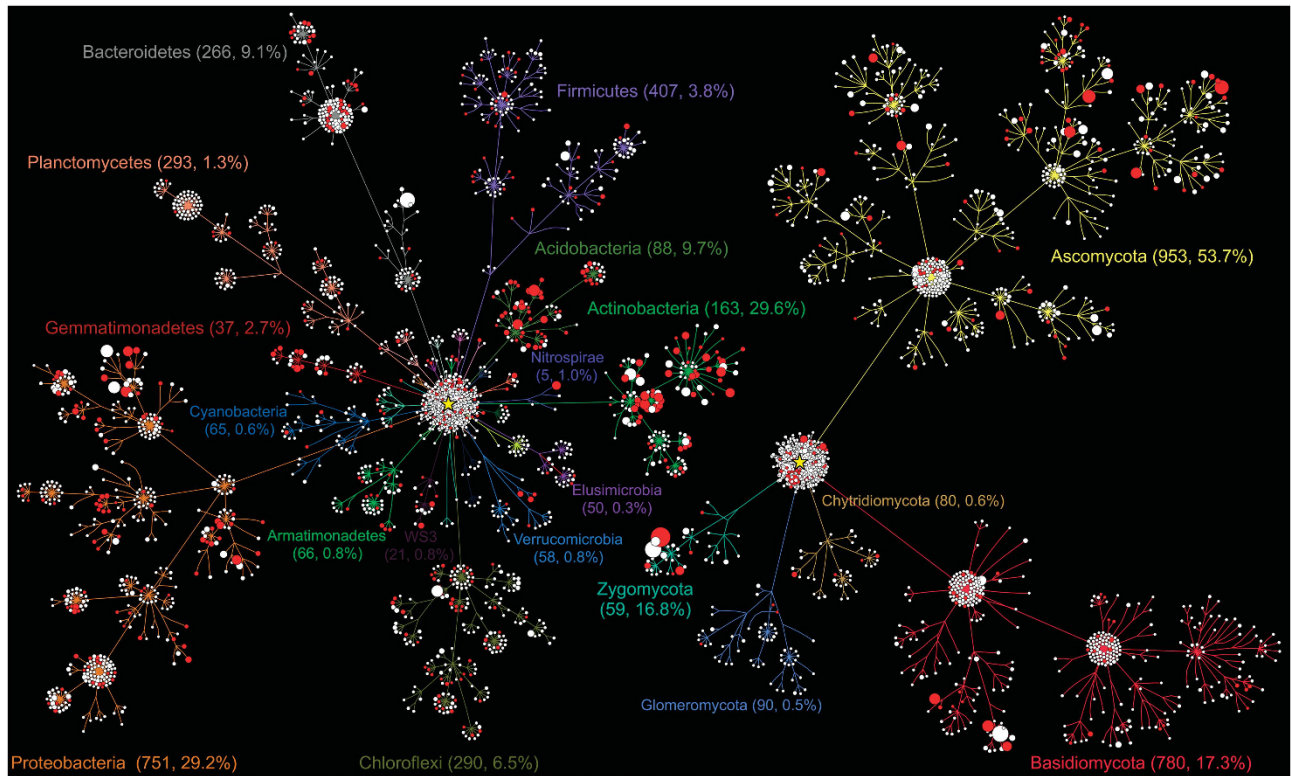 Bacteroidetes (266, 9.1%)
Firmicutes (407, 3.8%)
Planctomycetes (293, 1.3%)
Acidobacteria (88, 9.7%)
Ascomycota (953, 53.7%)
Actinobacteria (163, 29.6%)
Gemmatimonadetes (37, 2.7%)
Nitrospirae
(5, 1.0%)
Cyanobacteria
(65, 0.6%)
Elusimicrobia
(50, 0.3%)
Chytridiomycota (80, 0.6%)
Armatimonadetes
(66, 0.8%)
WS3
(21, 0.8%)
Verrucomicrobia
(58, 0.8%)
Zygomycota
(59, 16.8%)
Glomeromycota (90, 0.5%)
Proteobacteria (751, 29.2%)
Chloroflexi (290, 6.5%)
Basidiomycota (780, 17.3%)